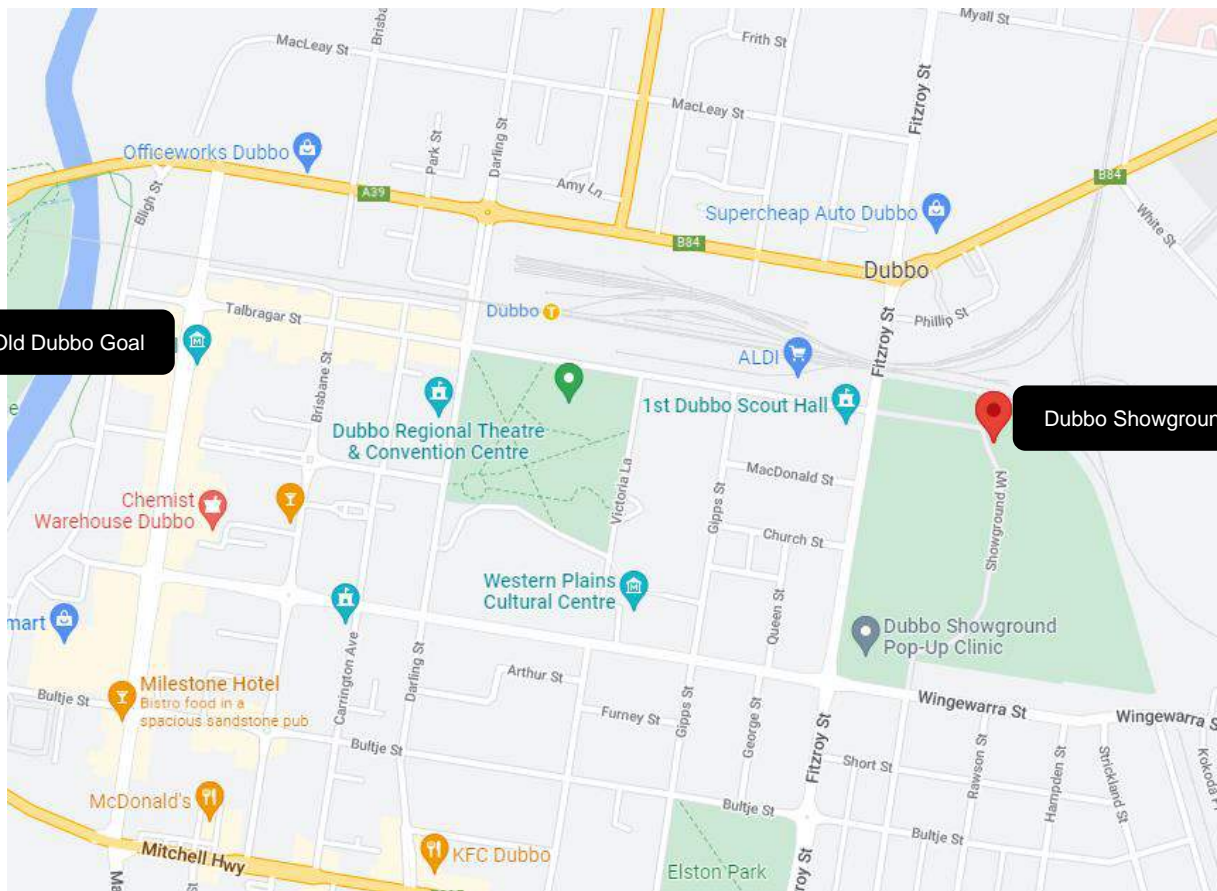 Myall St
MacLeay St
Brisb
Frith St
MacLeay St
Fitzroy St
Park St
Darling St
Officeworks Dubbo
Bligh St
A39
Amy Ln
B84
White St
Supercheap Auto Dubbo
B84
Dubbo
Talbragar St
Dubbo
Phillip St
Old Dubbo Goal
ALDI
Fitzroy St
Brisbane St
1st Dubbo Scout Hall
Dubbo Showgroun
e
Dubbo Regional Theatre
& Convention Centre
MacDonald St
Victoria La
Gipps St
Showground Mw
Chemist
Warehouse Dubbo
Church St
Western Plains
Cultural Centre
Queen St
mart
Dubbo Showground
Pop-Up Clinic
Carrington Ave
Darling St
Arthur St
Milestone Hotel
Bistro food in a
spacious sandstone pub
Bultje St
Gipps St
George St
Fitzroy St
Wingewarra St
Wingewarra S
Furney St
Bultje St
Short St
Rawson St
Hampden St
Strickland St
Kokoda
McDonald's
Bultje St
Bultje St
Mitchell Hwy
KFC Dubbo
Elston Park
Ma
roy St